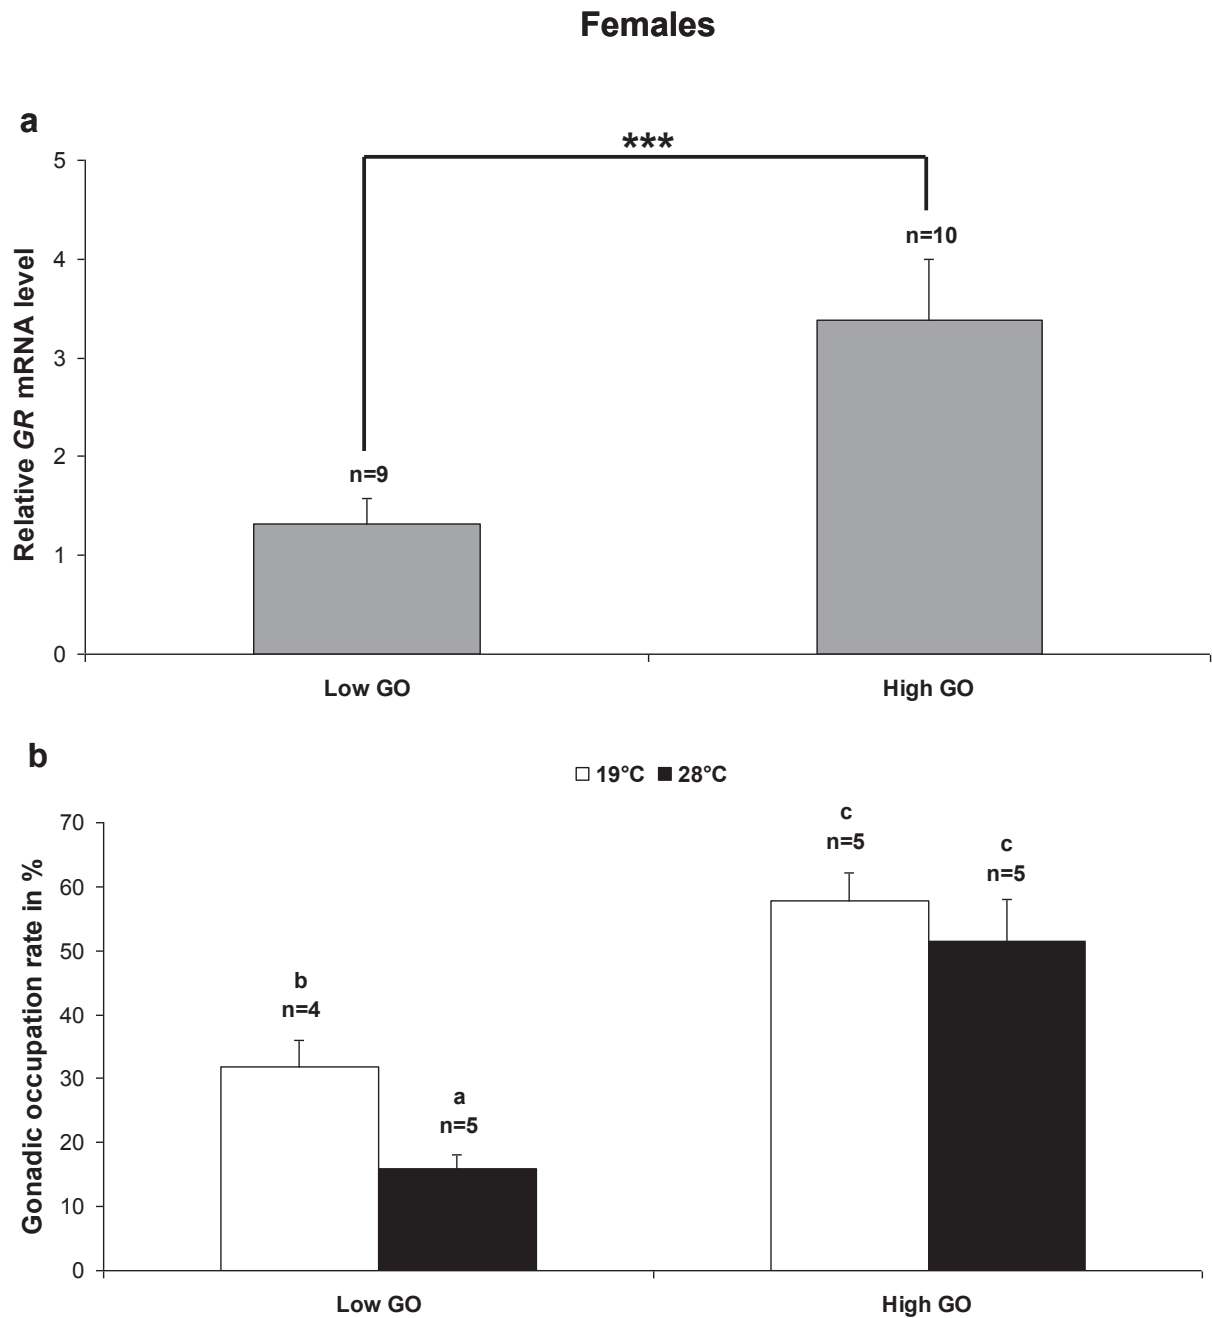 Females
a
***
5
4
3
2
1
0
Relative GR mRNA level
n=9
n=10
Low GO
High GO
b
19°C 28°C
70
60
50
40
30
20
10
0
Gonadic occupation rate in %
b
n=4
a
n=5
c
n=5
c
n=5
Low GO
High GO